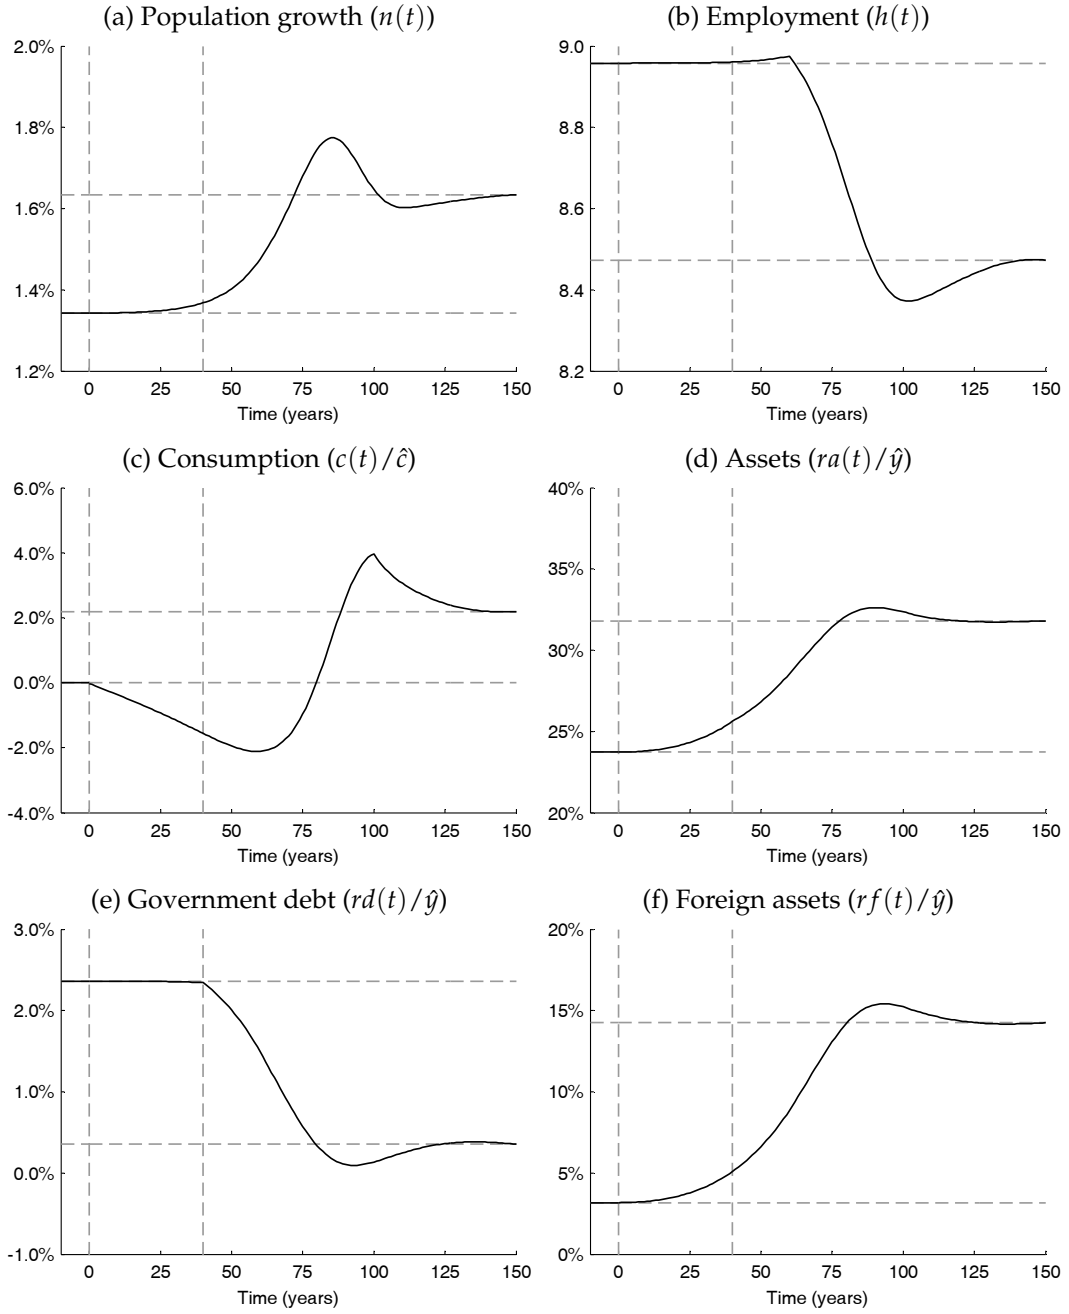 (a) Population growth (n(t))
2.0%
1.8%
1.6%
1.4%
1.2%
0 25 50 75 100 125 150
Time (years)
(b) Employment (h(t))
9.0
8.8
8.6
8.4
8.2
0 25 50 75 100 125 150
Time (years)
(c) Consumption (c(t)/ĉ)
6.0%
4.0%
2.0%
0.0%
-2.0%
-4.0%
0 25 50 75 100 125 150
Time (years)
(d) Assets (ra(t)/ŷ)
40%
35%
30%
25%
20%
0 25 50 75 100 125 150
Time (years)
(e) Government debt (rd(t)/ŷ)
3.0%
2.0%
1.0%
0.0%
-1.0%
0 25 50 75 100 125 150
Time (years)
(f) Foreign assets (rf(t)/ŷ)
20%
15%
10%
5%
0%
0 25 50 75 100 125 150
Time (years)